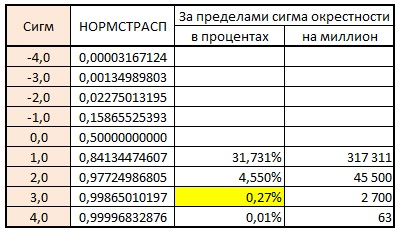 Сигм НОРМСТРАСП За пределами сигма окрестности
в процентах на миллион
-4,0 0,00003167124
-3,0 0,00134989803
-2,0 0,02275013195
-1,0 0,15865525393
0,0 0,50000000000
1,0 0,84134474607 31,731% 317 311
2,0 0,97724986805 4,550% 45 500
3,0 0,99865010197 0,27% 2 700
4,0 0,99996832876 0,01% 63